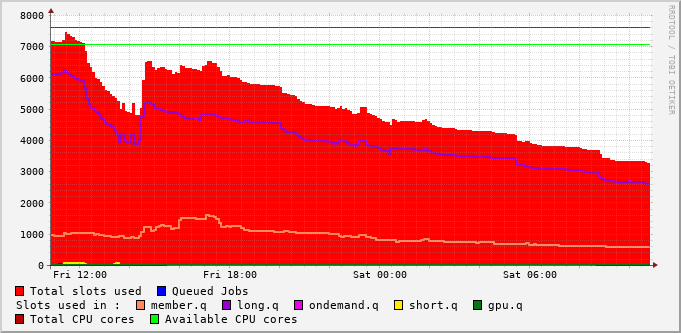 8000
7000
6000
5000
4000
3000
2000
1000
0
Fri 12:00 Fri 18:00 Sat 00:00 Sat 06:00
Total slots used Queued Jobs
Slots used in : member.q long.q ondemand.q short.q gpu.q
Total CPU cores Available CPU cores
RRDTOOL / TOBI OETIKER